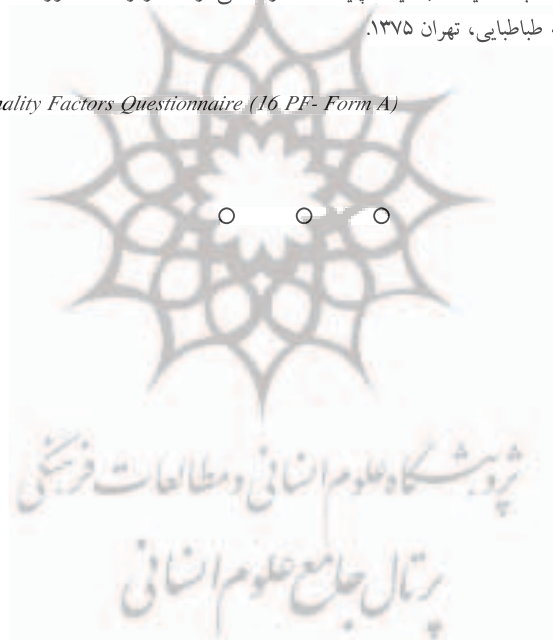 طباطبایی، تهران ۱۳۷۵.
ality Factors Questionnaire (16 PF- Form A)
پژوهشگاه علوم انسانی و مطالعات فرهنگی
پرتال جامع علوم انسانی